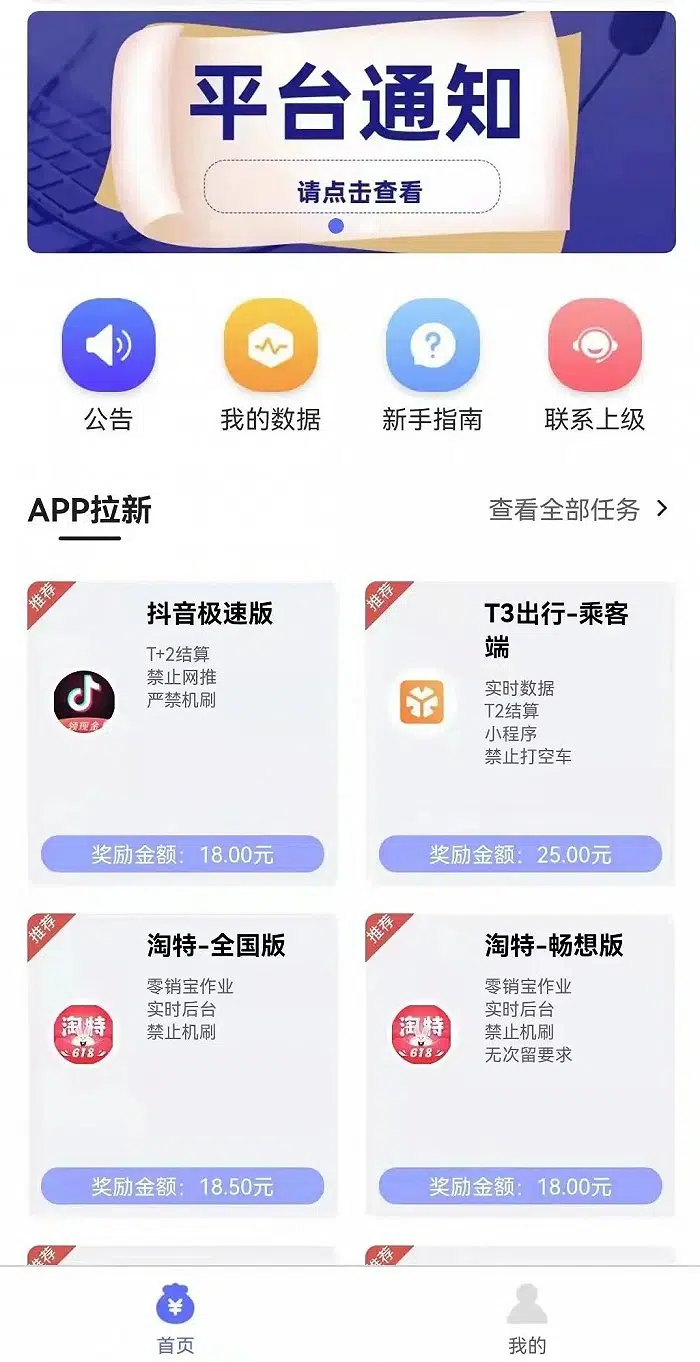 平台通知
请点击查看
公告
我的数据
新手指南
联系上级
APP拉新
查看全部任务
推荐
抖音极速版
T+2结算
禁止网推
严禁机刷
领现金
奖励金额：18.00元
推荐
T3出行-乘客
端
实时数据
T2结算
小程序
禁止打空车
奖励金额：25.00元
推荐
淘特-全国版
零销宝作业
实时后台
禁止机刷
淘特
618
奖励金额：18.50元
推荐
淘特-畅想版
零销宝作业
实时后台
禁止机刷
无次留要求
淘特
618
奖励金额：18.00元
推荐
推荐
首页
我的